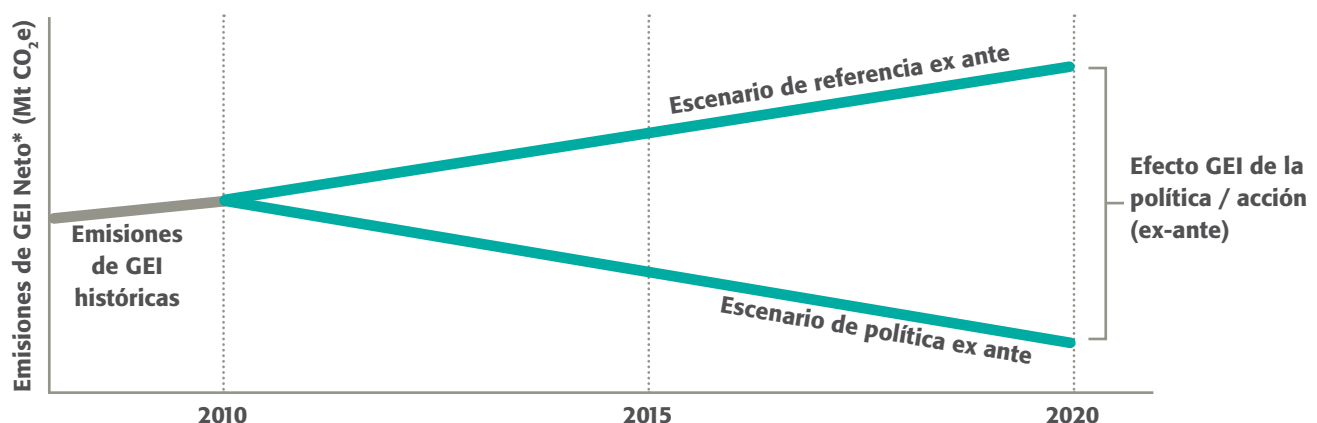 Emisiones de GEI Neto* (Mt CO₂e)
Escenario de referencia ex ante
Efecto GEI de la
política / acción
(ex-ante)
Emisiones
de GEI
históricas
Escenario de política ex ante
2010
2015
2020